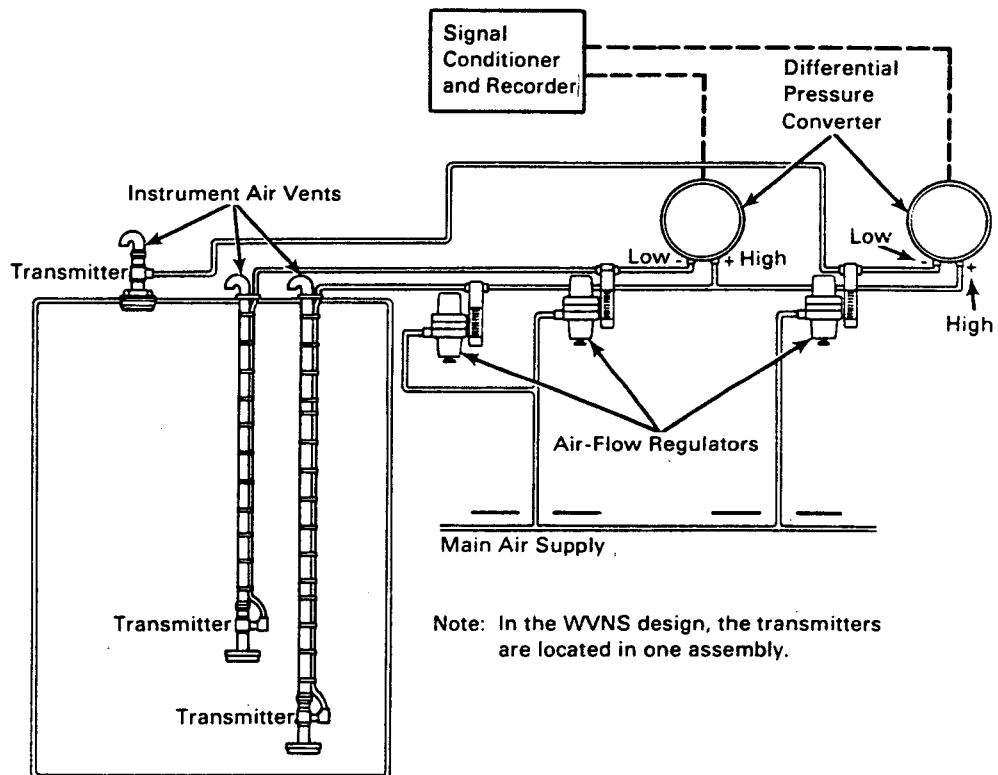 Signal
Conditioner
and Recorder
Differential
Pressure
Converter
Instrument Air Vents
Transmitter
Low -
+ High
Low
-
+
High
Air-Flow Regulators
Main Air Supply
Transmitter
Note: In the WVNS design, the transmitters
are located in one assembly.
Transmitter